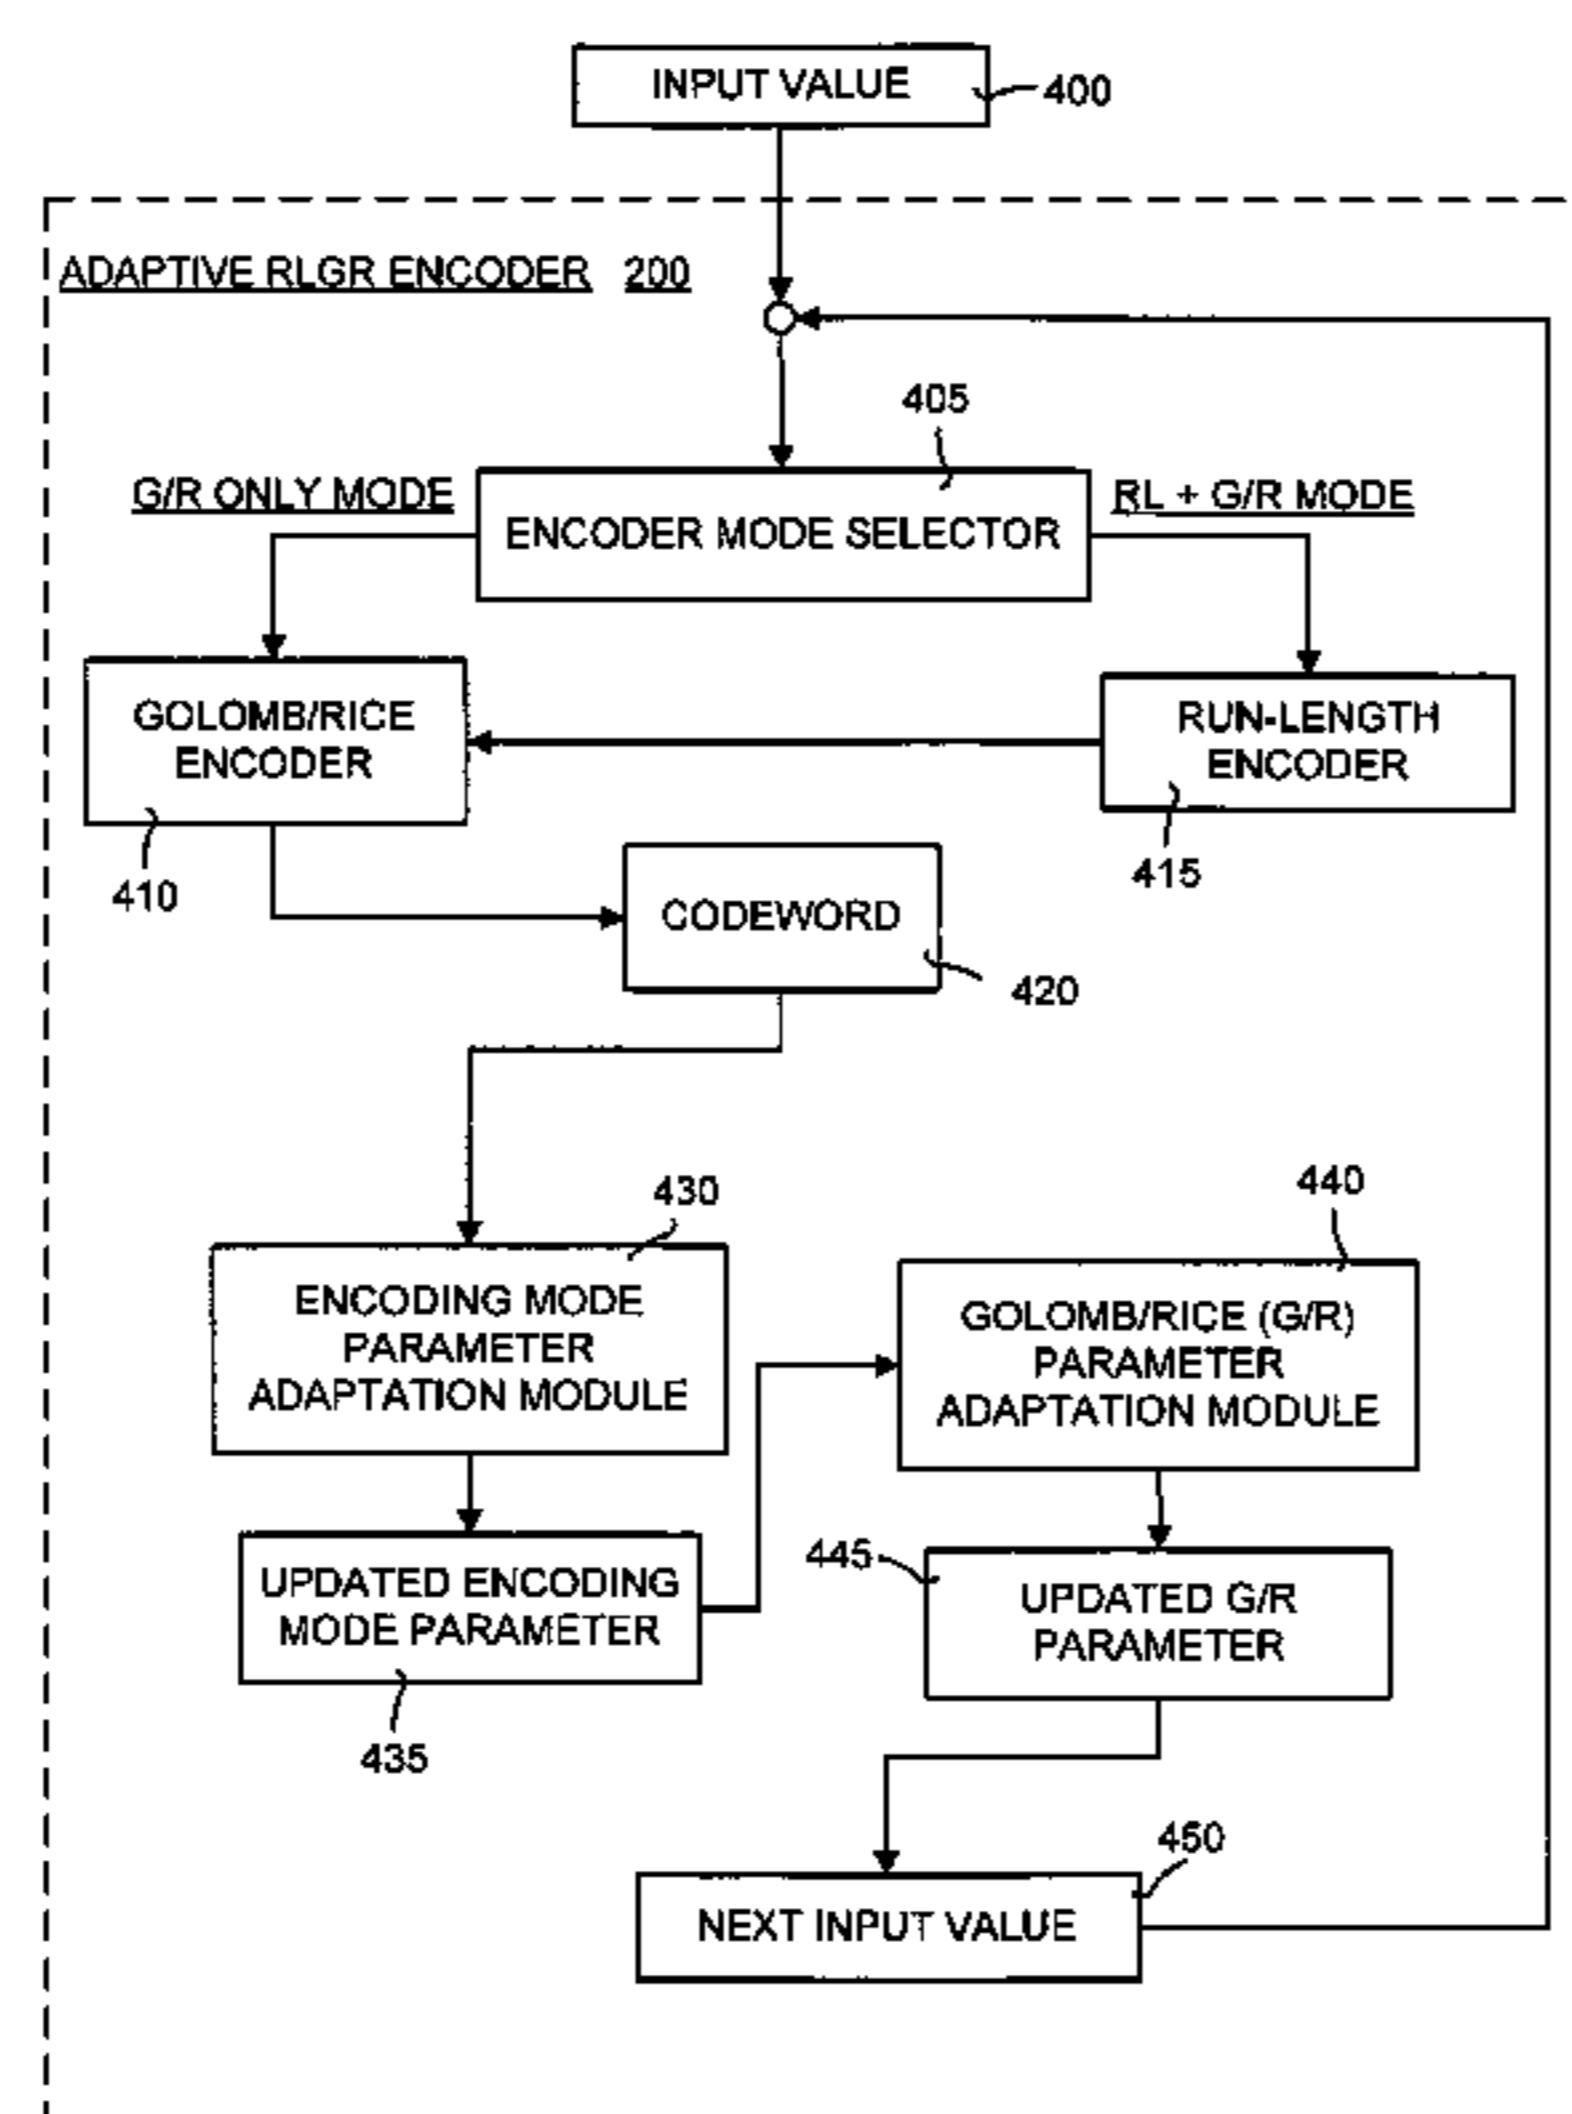 INPUT VALUE
400
ADAPTIVE RLGR ENCODER 200
405
G/R ONLY MODE
ENCODER MODE SELECTOR
RL + G/R MODE
GOLOMB/RICE
ENCODER
410
RUN-LENGTH
ENCODER
415
CODEWORD
420
430
ENCODING MODE
PARAMETER
ADAPTATION MODULE
440
GOLOMB/RICE (G/R)
PARAMETER
ADAPTATION MODULE
UPDATED ENCODING
MODE PARAMETER
435
445
UPDATED G/R
PARAMETER
450
NEXT INPUT VALUE